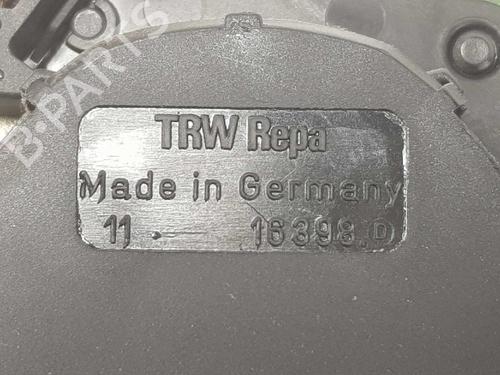 B-PARTS
TRW Repa
Made in Germany
11 16398 D